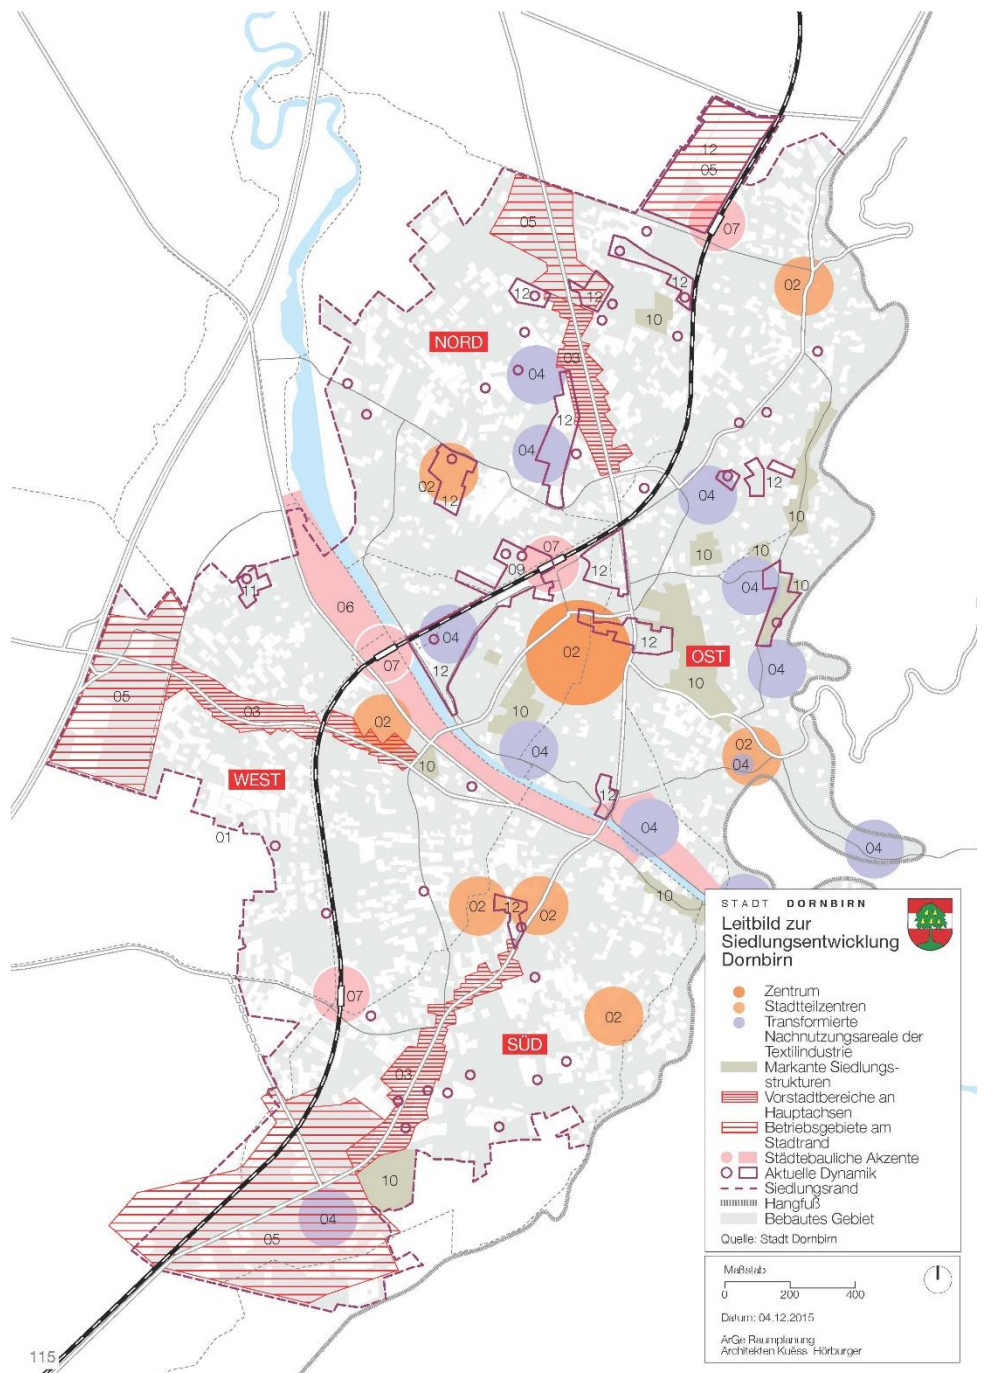 12
05
07
05
02
12
12
12
10
NORD
03
04
12
04
02
12
04
12
10
10
10
07
09
12
04
10
11
06
04
07
12
02
12
OST
04
05
03
02
10
10
04
02
04
10
WEST
12
01
04
04
10
02
12
02
07
02
SÜD
03
10
04
05
115
STADT DORNBIRN
Leitbild zur
Siedlungsentwicklung
Dornbirn
Zentrum
Stadtteilzentren
Transformierte
Nachnutzungsareale der
Textilindustrie
Markante Siedlungs-
strukturen
Vorstadtbereiche an
Hauptachsen
Betriebsgebiete am
Stadtrand
Städtebauliche Akzente
Aktuelle Dynamik
Siedlungsrand
Hangfuß
Bebautes Gebiet
Quelle: Stadt Dornbirn
Maßstab
0 200 400
Datum: 04.12.2015
ArGe Raumplanung
Architekten Kuëss Hörburger